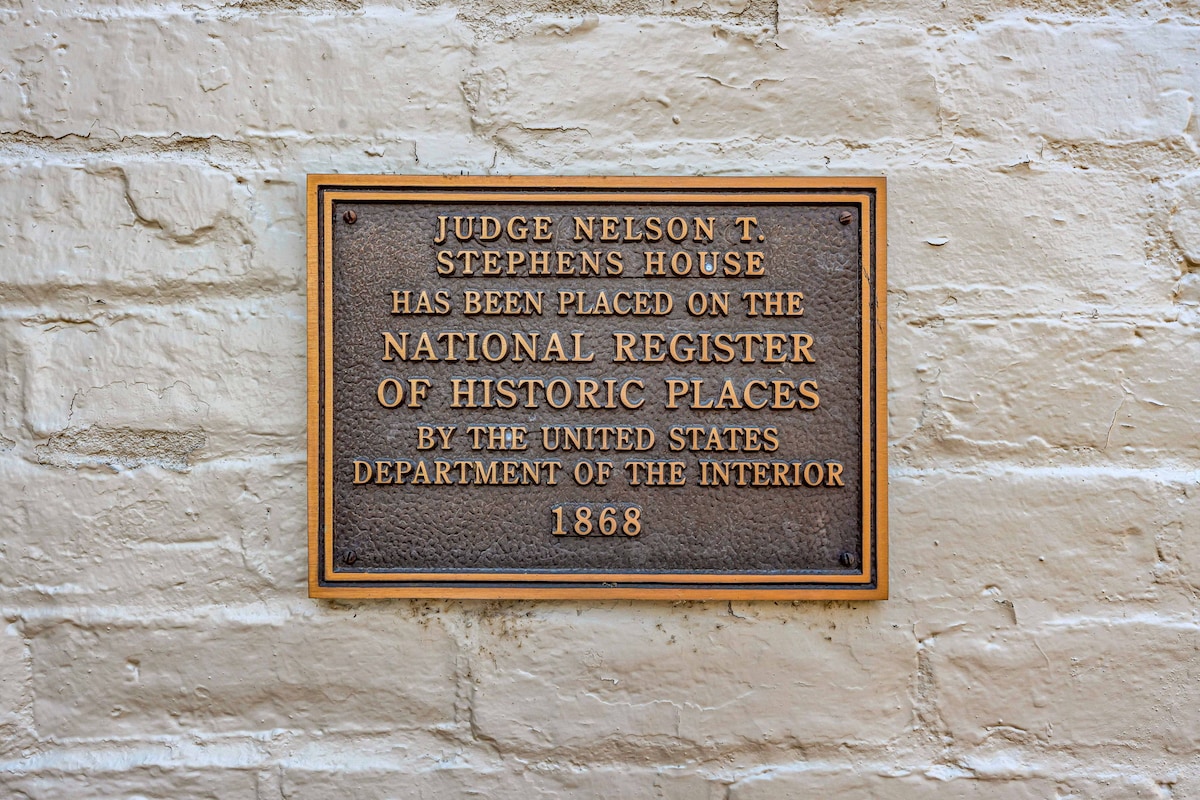 JUDGE NELSON T.
STEPHENS HOUSE
HAS BEEN PLACED ON THE
NATIONAL REGISTER
OF HISTORIC PLACES
BY THE UNITED STATES
DEPARTMENT OF THE INTERIOR
1868